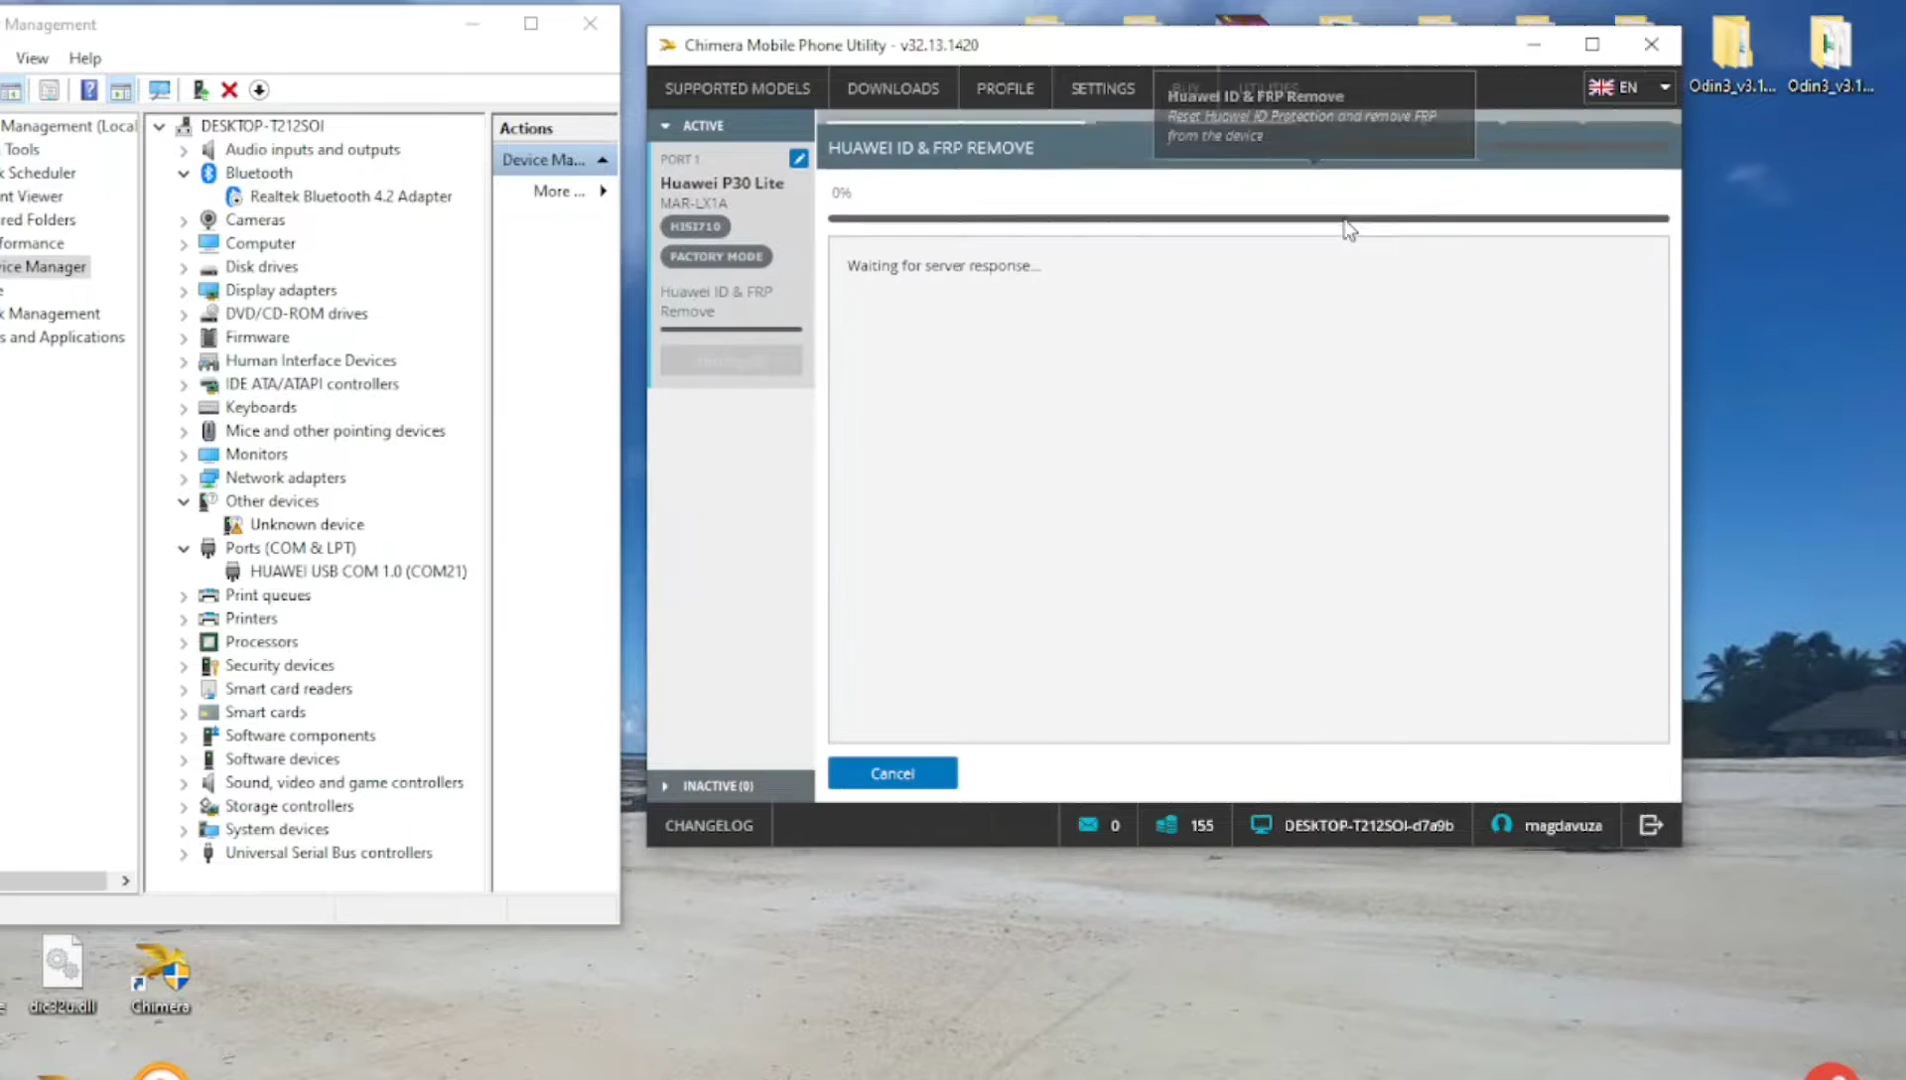 Management
View Help
Management (Local
Tools
k Scheduler
ent Viewer
red Folders
formance
ice Manager
e
k Management
s and Applications
DESKTOP-T212SOI
Audio inputs and outputs
Bluetooth
Realtek Bluetooth 4.2 Adapter
Cameras
Computer
Disk drives
Display adapters
DVD/CD-ROM drives
Firmware
Human Interface Devices
IDE ATA/ATAPI controllers
Keyboards
Mice and other pointing devices
Monitors
Network adapters
Other devices
Unknown device
Ports (COM & LPT)
HUAWEI USB COM 1.0 (COM21)
Print queues
Printers
Processors
Security devices
Smart card readers
Smart cards
Software components
Software devices
Sound, video and game controllers
Storage controllers
System devices
Universal Serial Bus controllers
Actions
Device Ma...
More ...
Chimera Mobile Phone Utility - v32.13.1420
SUPPORTED MODELS DOWNLOADS PROFILE SETTINGS BUY UTILITIES EN
Huawei ID & FRP Remove
Reset Huawei ID Protection and remove FRP
from the device
ACTIVE
PORT 1
Huawei P30 Lite
MAR-LX1A
HISI710
FACTORY MODE
Huawei ID & FRP
Remove
HUAWEI ID & FRP REMOVE
0%
Waiting for server response...
Cancel
INACTIVE (0)
CHANGELOG 0 155 DESKTOP-T212SOI-d7a9b magdavuza
Odin3_v3.1... Odin3_v3.1...
Chimera